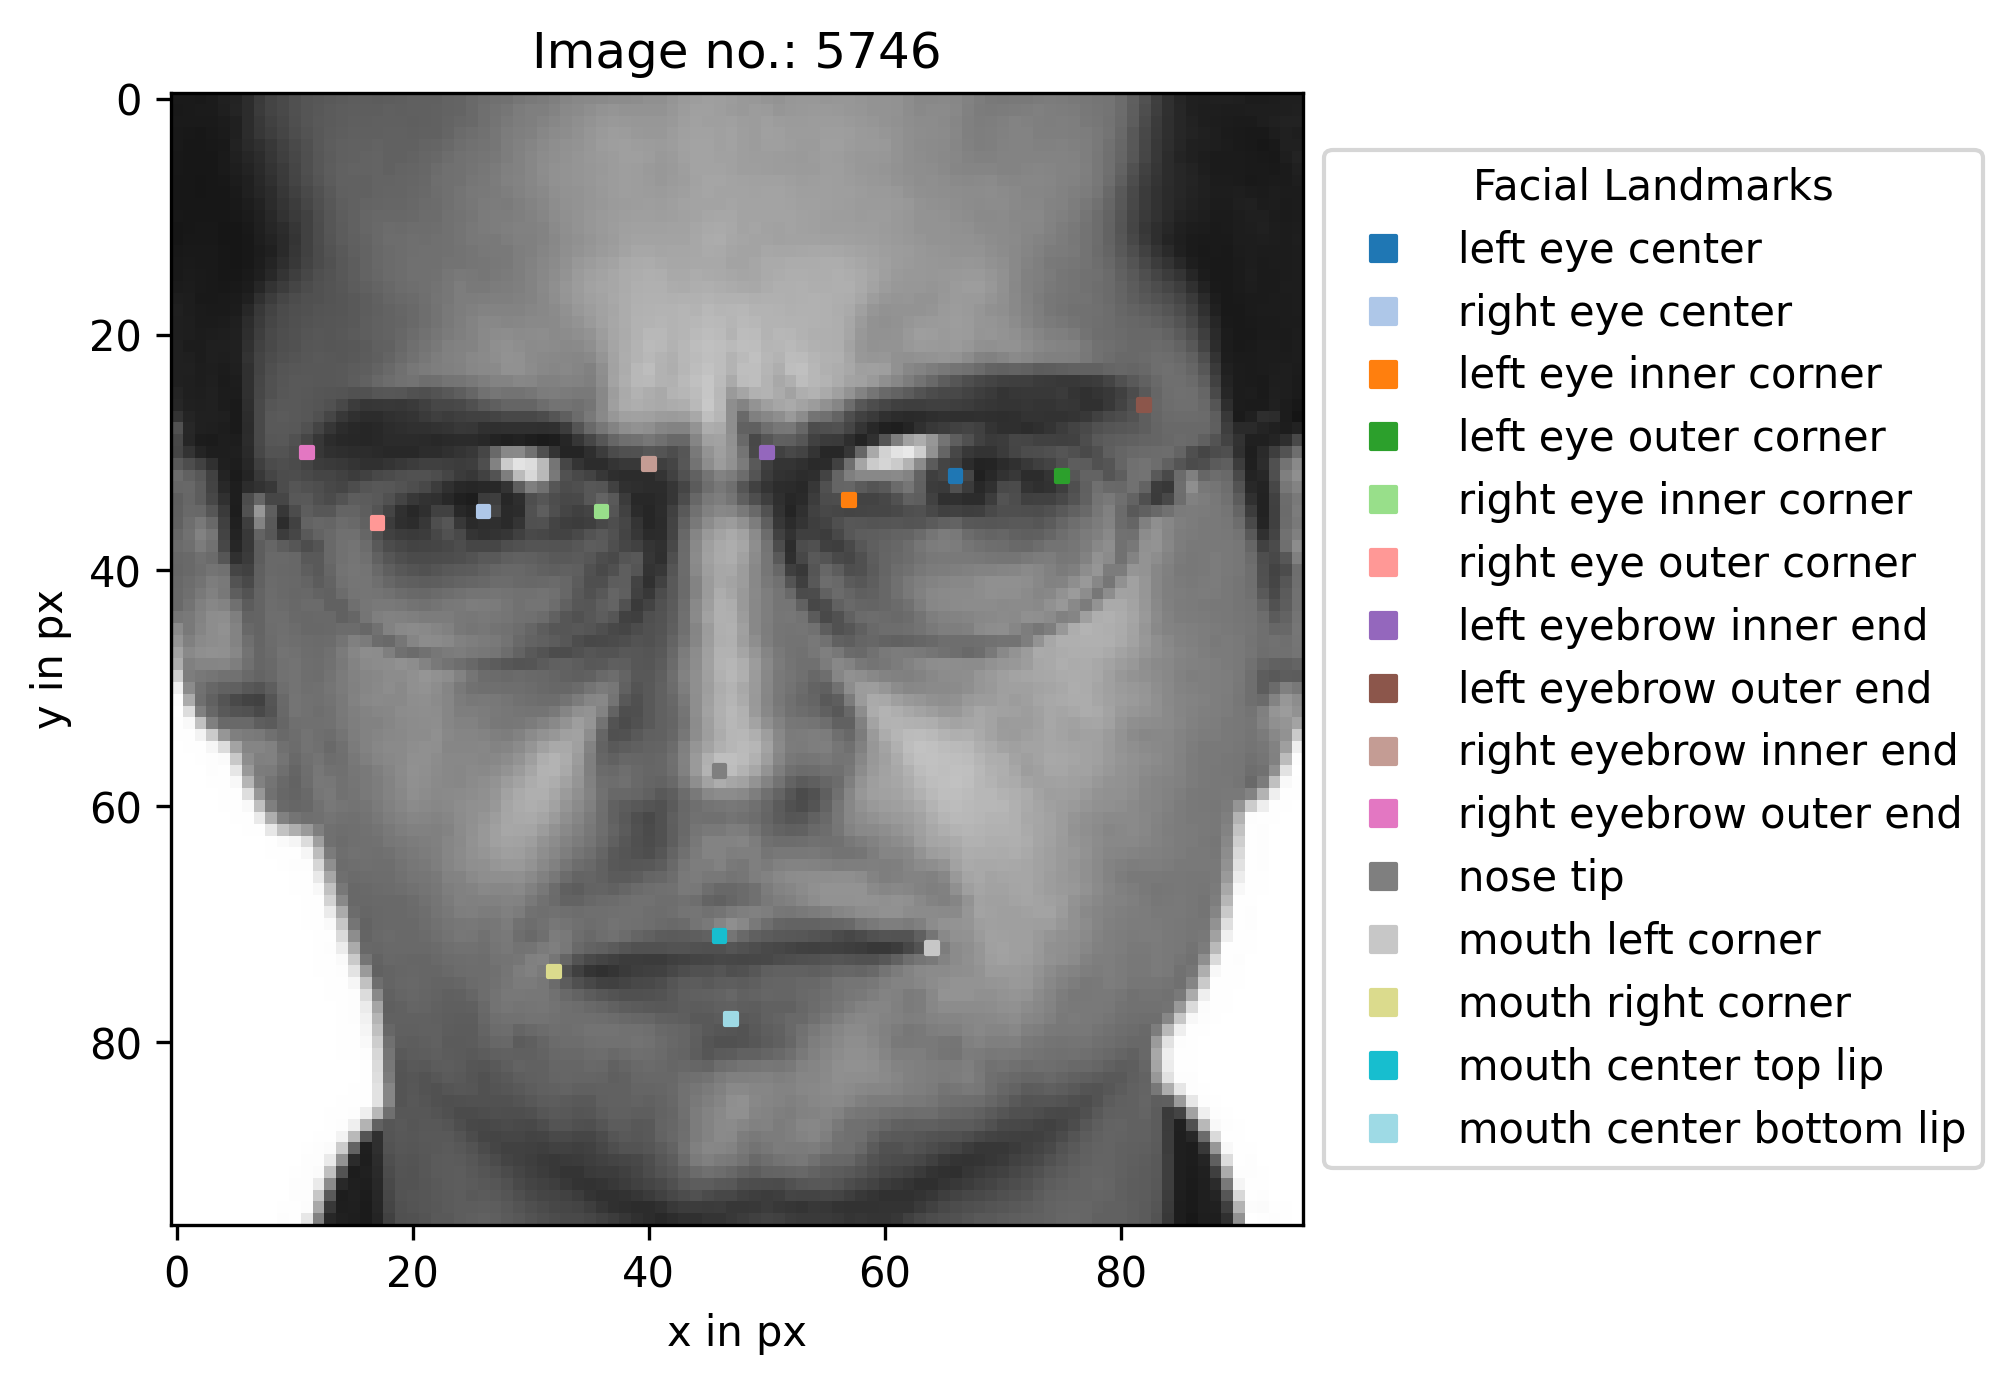 Image no.: 5746
0
20
40
60
80
y in px
0 20 40 60 80
x in px
Facial Landmarks
left eye center
right eye center
left eye inner corner
left eye outer corner
right eye inner corner
right eye outer corner
left eyebrow inner end
left eyebrow outer end
right eyebrow inner end
right eyebrow outer end
nose tip
mouth left corner
mouth right corner
mouth center top lip
mouth center bottom lip